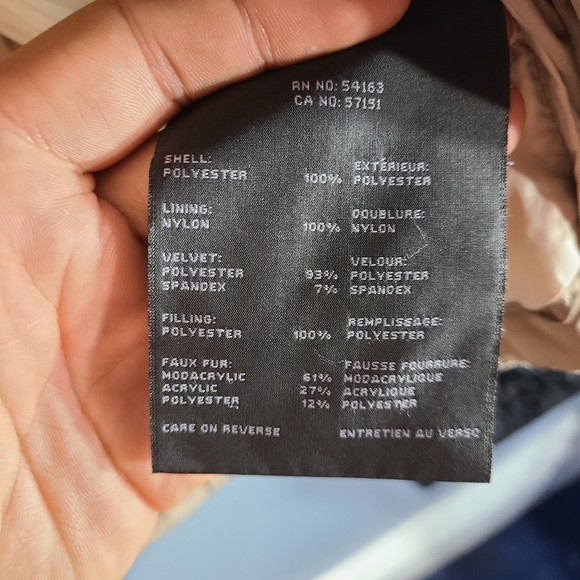 RN NO: 54163
CA NO: 57151
SHELL: EXTÉRIEUR:
POLYESTER 100% POLYESTER
LINING: DOUBLURE:
NYLON 100% NYLON
VELVET: VELOUR:
POLYESTER 93% POLYESTER
SPANDEX 7% SPANDEX
FILLING: REMPLISSAGE:
POLYESTER 100% POLYESTER
FAUX FUR: FAUSSE FOURRURE:
MODACRYLIC 61% MODACRYLIQUE
ACRYLIC 27% ACRYLIQUE
POLYESTER 12% POLYESTER
CARE ON REVERSE ENTRETIEN AU VERSO